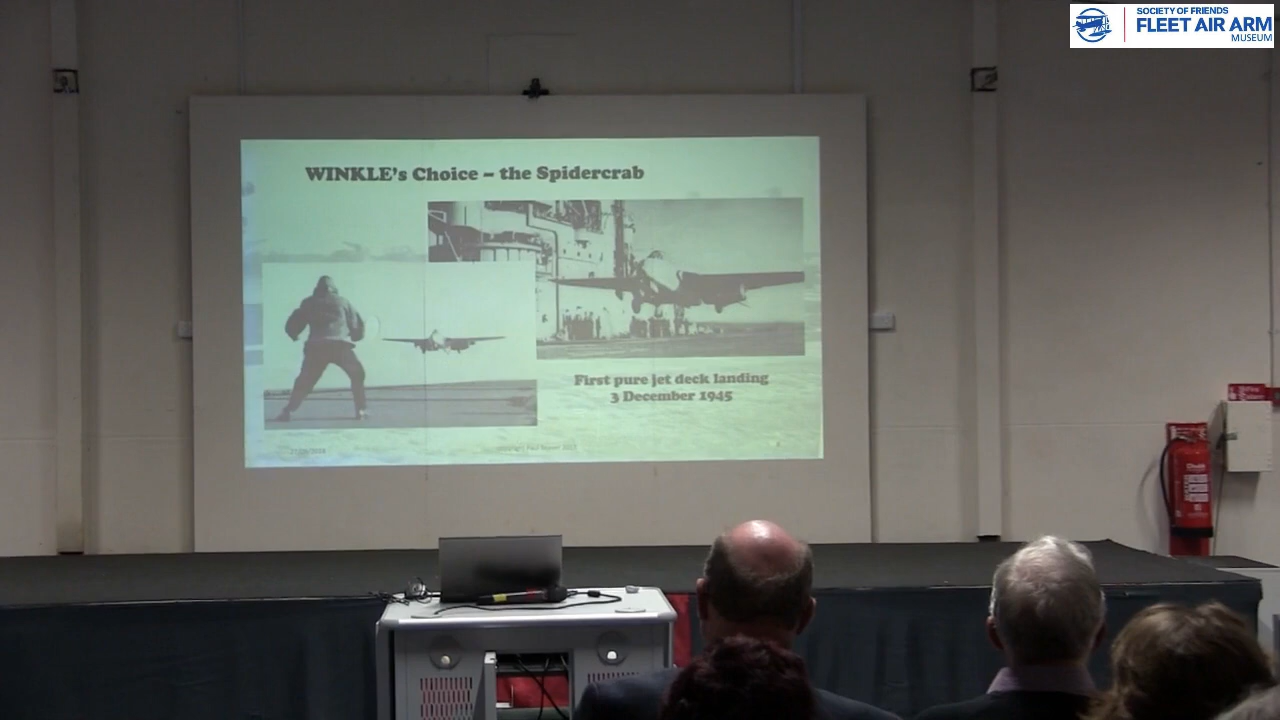 SOCIETY OF FRIENDS
FLEET AIR ARM
MUSEUM
WINKLE's Choice – the Spidercrab
First pure jet deck landing
3 December 1945